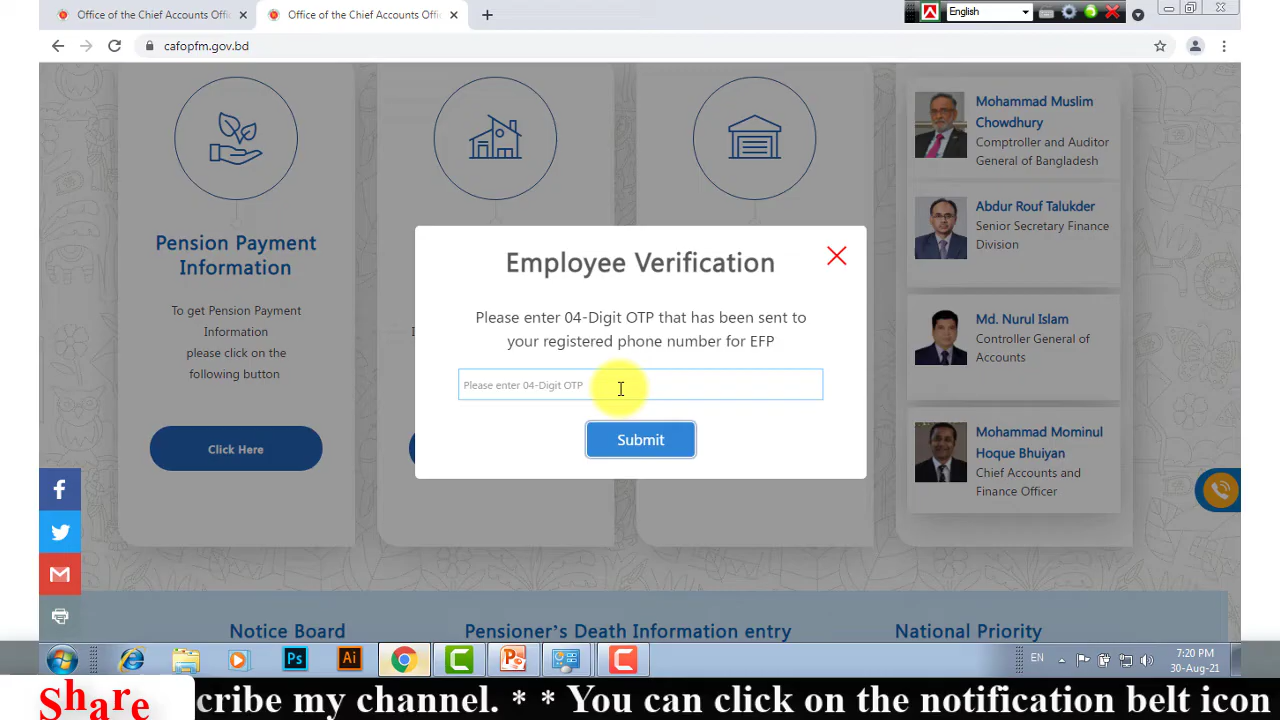 Office of the Chief Accounts Offic
Office of the Chief Accounts Offic
English
cafopfm.gov.bd
Pension Payment
Information
To get Pension Payment
Information
please click on the
following button
Click Here
Employee Verification
Please enter 04-Digit OTP that has been sent to
your registered phone number for EFP
Please enter 04-Digit OTP
Submit
Mohammad Muslim
Chowdhury
Comptroller and Auditor
General of Bangladesh
Abdur Rouf Talukder
Senior Secretary Finance
Division
Md. Nurul Islam
Controller General of
Accounts
Mohammad Mominul
Hoque Bhuiyan
Chief Accounts and
Finance Officer
Notice Board
Pensioner's Death Information entry
National Priority
Ps
Ai
EN
7:20 PM
30-Aug-21
Share
cribe my channel. * * You can click on the notification belt icon